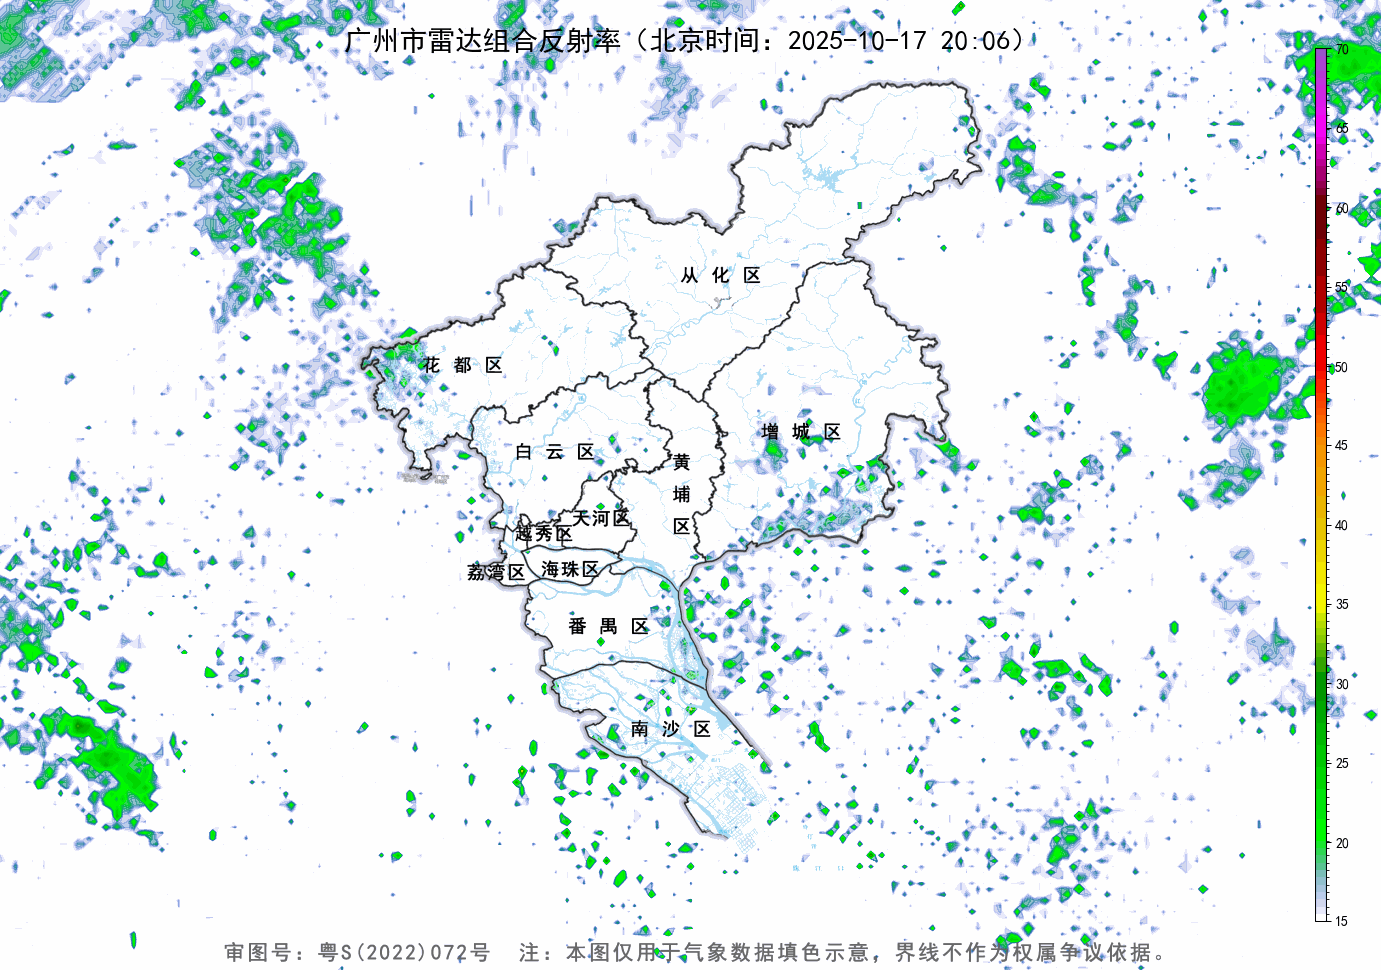 广州市雷达组合反射率（北京时间：2025-10-17 20:06）
70
65
60
55
50
45
40
35
30
25
20
15
从化区
花都区
增城区
白云区
黄埔区
天河区
越秀区
荔湾区
海珠区
番禺区
南沙区
审图号：粤S(2022)072号 注：本图仅用于气象数据填色示意，界线不作为权属争议依据。